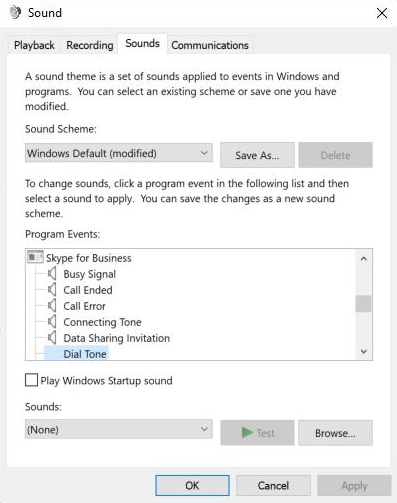 Sound
Playback Recording Sounds Communications
A sound theme is a set of sounds applied to events in Windows and
programs. You can select an existing scheme or save one you have
modified.
Sound Scheme:
Windows Default (modified) Save As... Delete
To change sounds, click a program event in the following list and then
select a sound to apply. You can save the changes as a new sound
scheme.
Program Events:
Skype for Business
Busy Signal
Call Ended
Call Error
Connecting Tone
Data Sharing Invitation
Dial Tone
Play Windows Startup sound
Sounds:
(None) Test Browse...
OK Cancel Apply